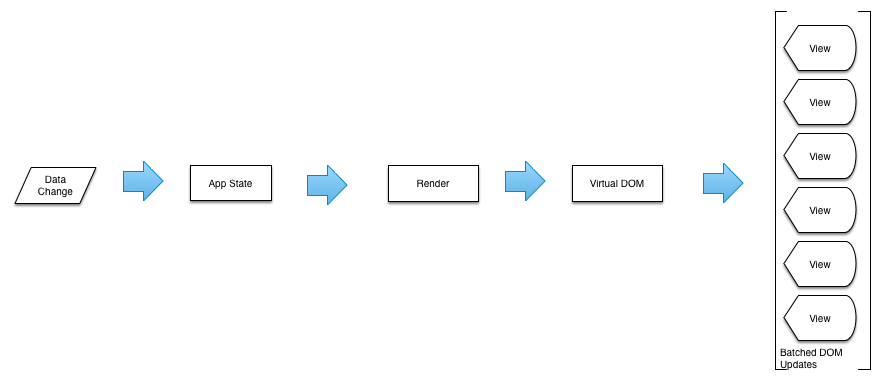 Data
Change
App State
Render
Virtual DOM
View
View
View
View
View
View
Batched DOM
Updates